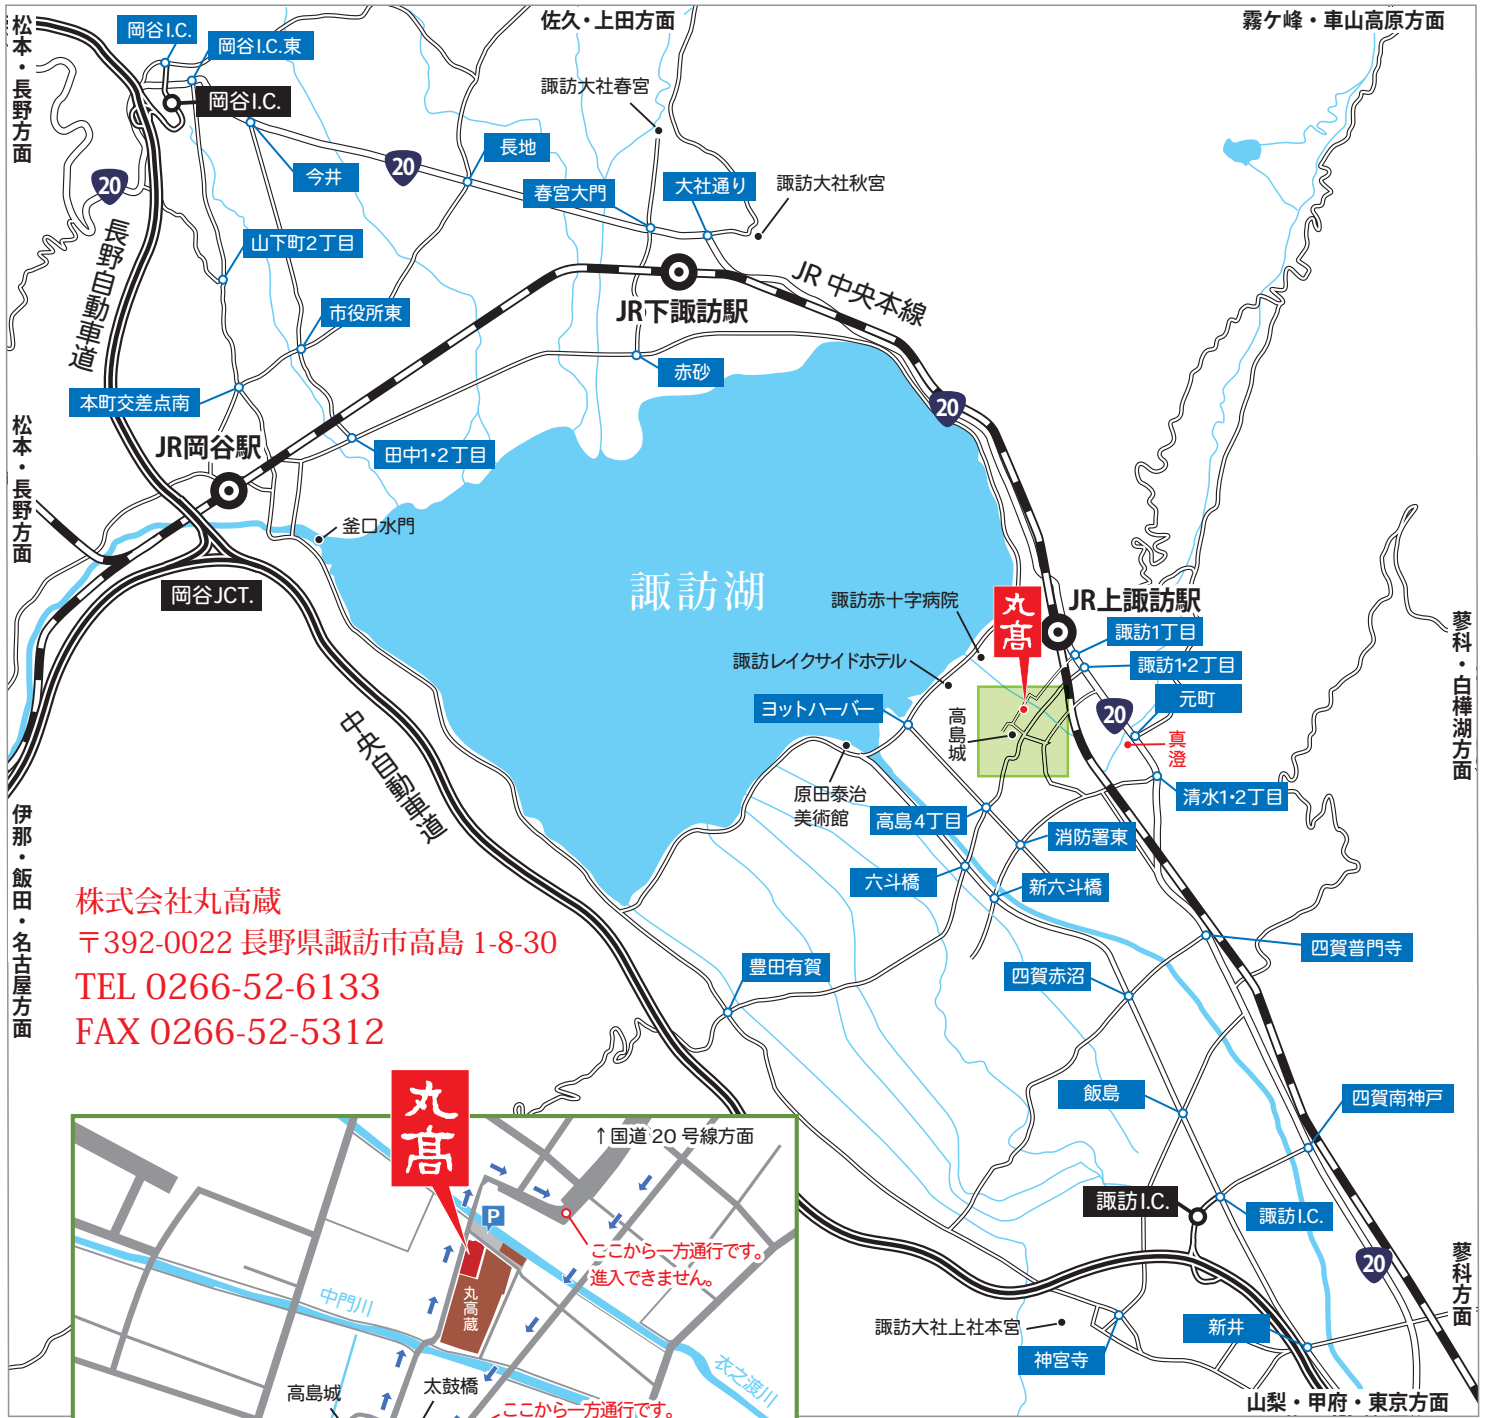 佐久・上田方面
霧ケ峰・車山高原方面
松本・長野方面
岡谷I.C.
岡谷I.C.東
岡谷I.C.
諏訪大社春宮
長地
20
今井
20
春宮大門
大社通り
諏訪大社秋宮
長野自動車道
山下町2丁目
JR 中央本線
市役所東
JR下諏訪駅
赤砂
本町交差点南
20
松本・長野方面
JR岡谷駅
田中1・2丁目
釜口水門
岡谷JCT.
諏訪湖
諏訪赤十字病院
丸髙
JR上諏訪駅
諏訪1丁目
諏訪レイクサイドホテル
諏訪1・2丁目
蓼科・白樺湖方面
ヨットハーバー
高島城
20
元町
真澄
中央自動車道
原田泰治
美術館
清水1・2丁目
高島4丁目
消防署東
伊那・飯田・名古屋方面
六斗橋
新六斗橋
株式会社丸高蔵
〒392-0022 長野県諏訪市高島 1-8-30
TEL 0266-52-6133
FAX 0266-52-5312
四賀普門寺
豊田有賀
四賀赤沼
飯島
四賀南神戸
丸髙
↑国道 20 号線方面
諏訪I.C.
諏訪I.C.
P
ここから一方通行です。
進入できません。
20
蓼科方面
中門川
丸高蔵
諏訪大社上社本宮
新井
神宮寺
衣之渡川
高島城
太鼓橋
ここから一方通行です。
山梨・甲府・東京方面